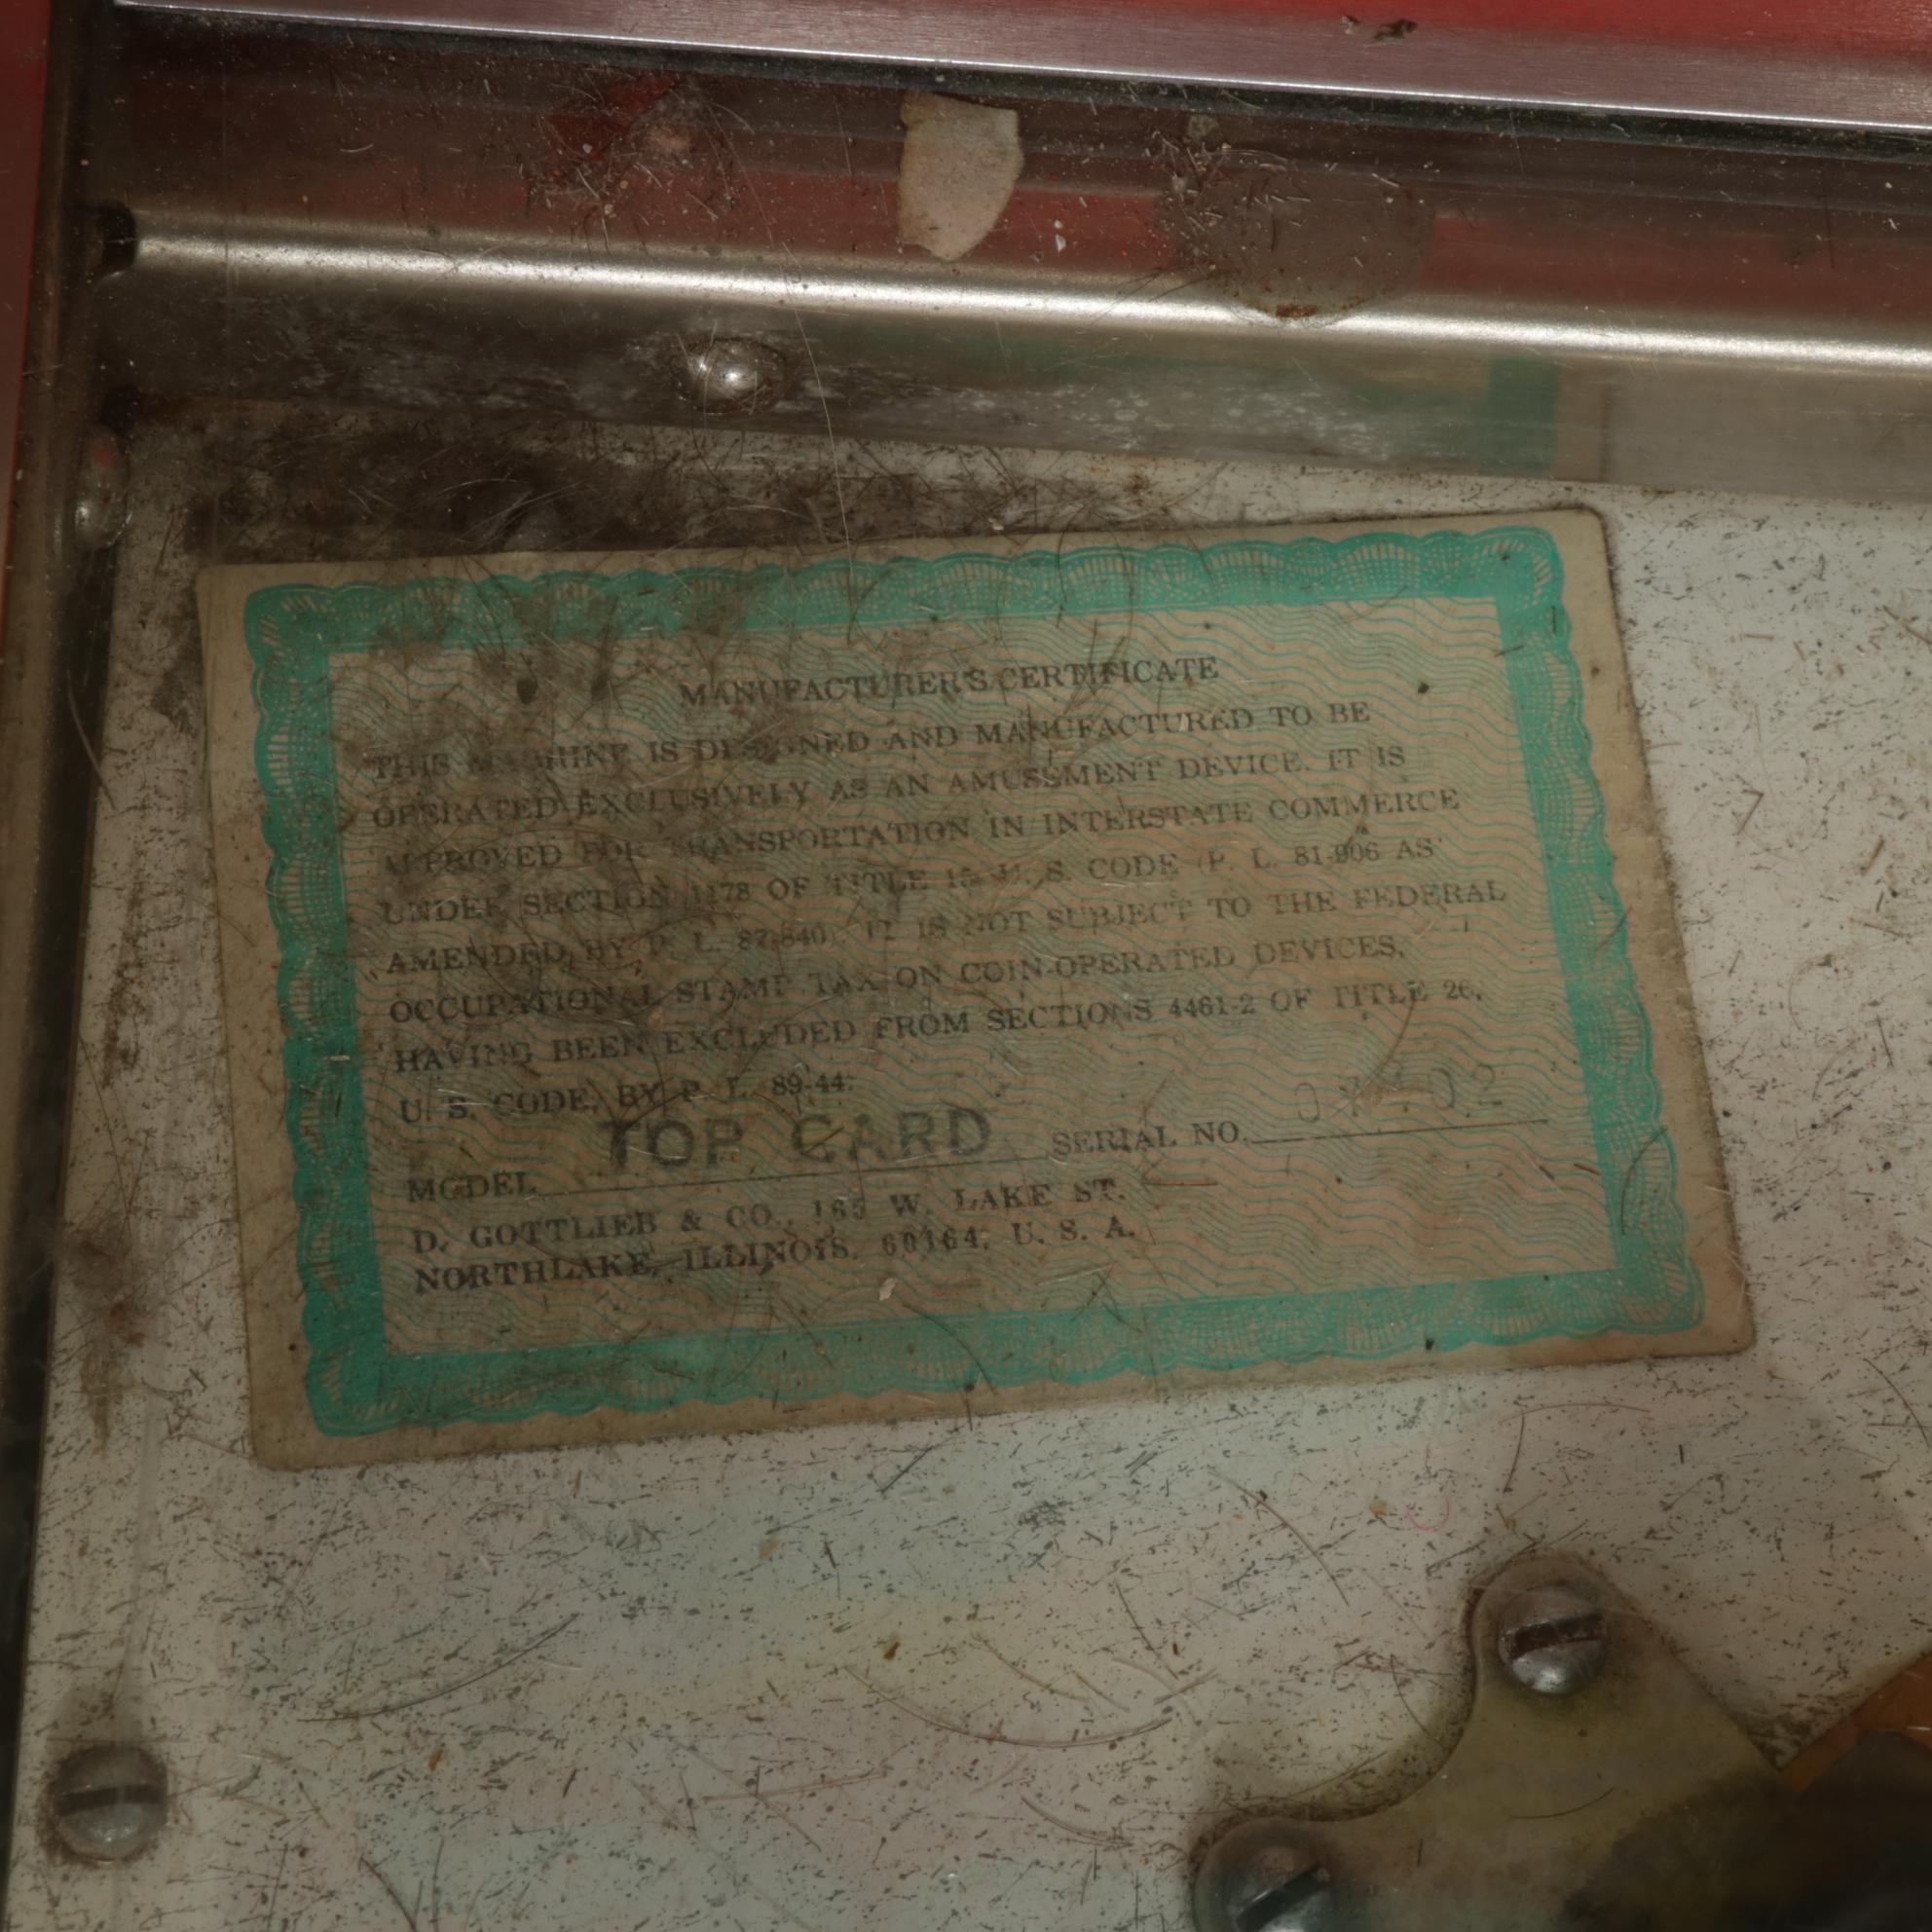 MANUFACTURER'S CERTIFICATE
THIS MACHINE IS DESIGNED AND MANUFACTURED TO BE
OPERATED EXCLUSIVELY AS AN AMUSEMENT DEVICE. IT IS
APPROVED FOR TRANSPORTATION IN INTERSTATE COMMERCE
UNDER SECTION 1178 OF TITLE 15 U. S. CODE (P. L. 81-906 AS
AMENDED BY P. L. 87-840). IT IS NOT SUBJECT TO THE FEDERAL
OCCUPATIONAL STAMP TAX ON COIN-OPERATED DEVICES,
HAVING BEEN EXCLUDED FROM SECTIONS 4461-2 OF TITLE 26,
U. S. CODE, BY P. L. 89-44.
MODEL TOP CARD SERIAL NO.
D. GOTTLIEB & CO., 165 W. LAKE ST.
NORTHLAKE, ILLINOIS, 60164, U. S. A.